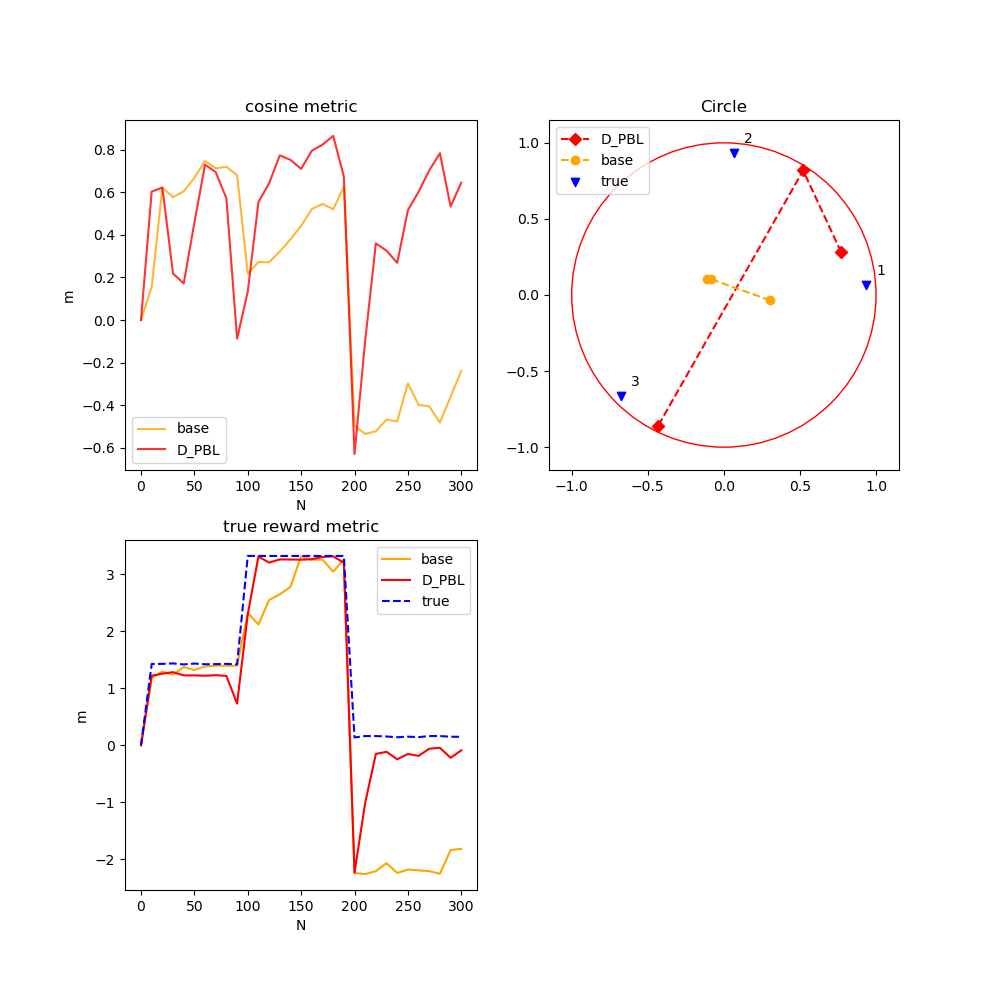 cosine metric
0.8
0.6
0.4
0.2
0.0
−0.2
−0.4
−0.6
m
base
D_PBL
0 50 100 150 200 250 300
N
Circle
1.0
0.5
0.0
−0.5
−1.0
D_PBL
base
true
2
1
3
−1.0 −0.5 0.0 0.5 1.0
true reward metric
3
2
1
0
−1
−2
m
base
D_PBL
true
0 50 100 150 200 250 300
N